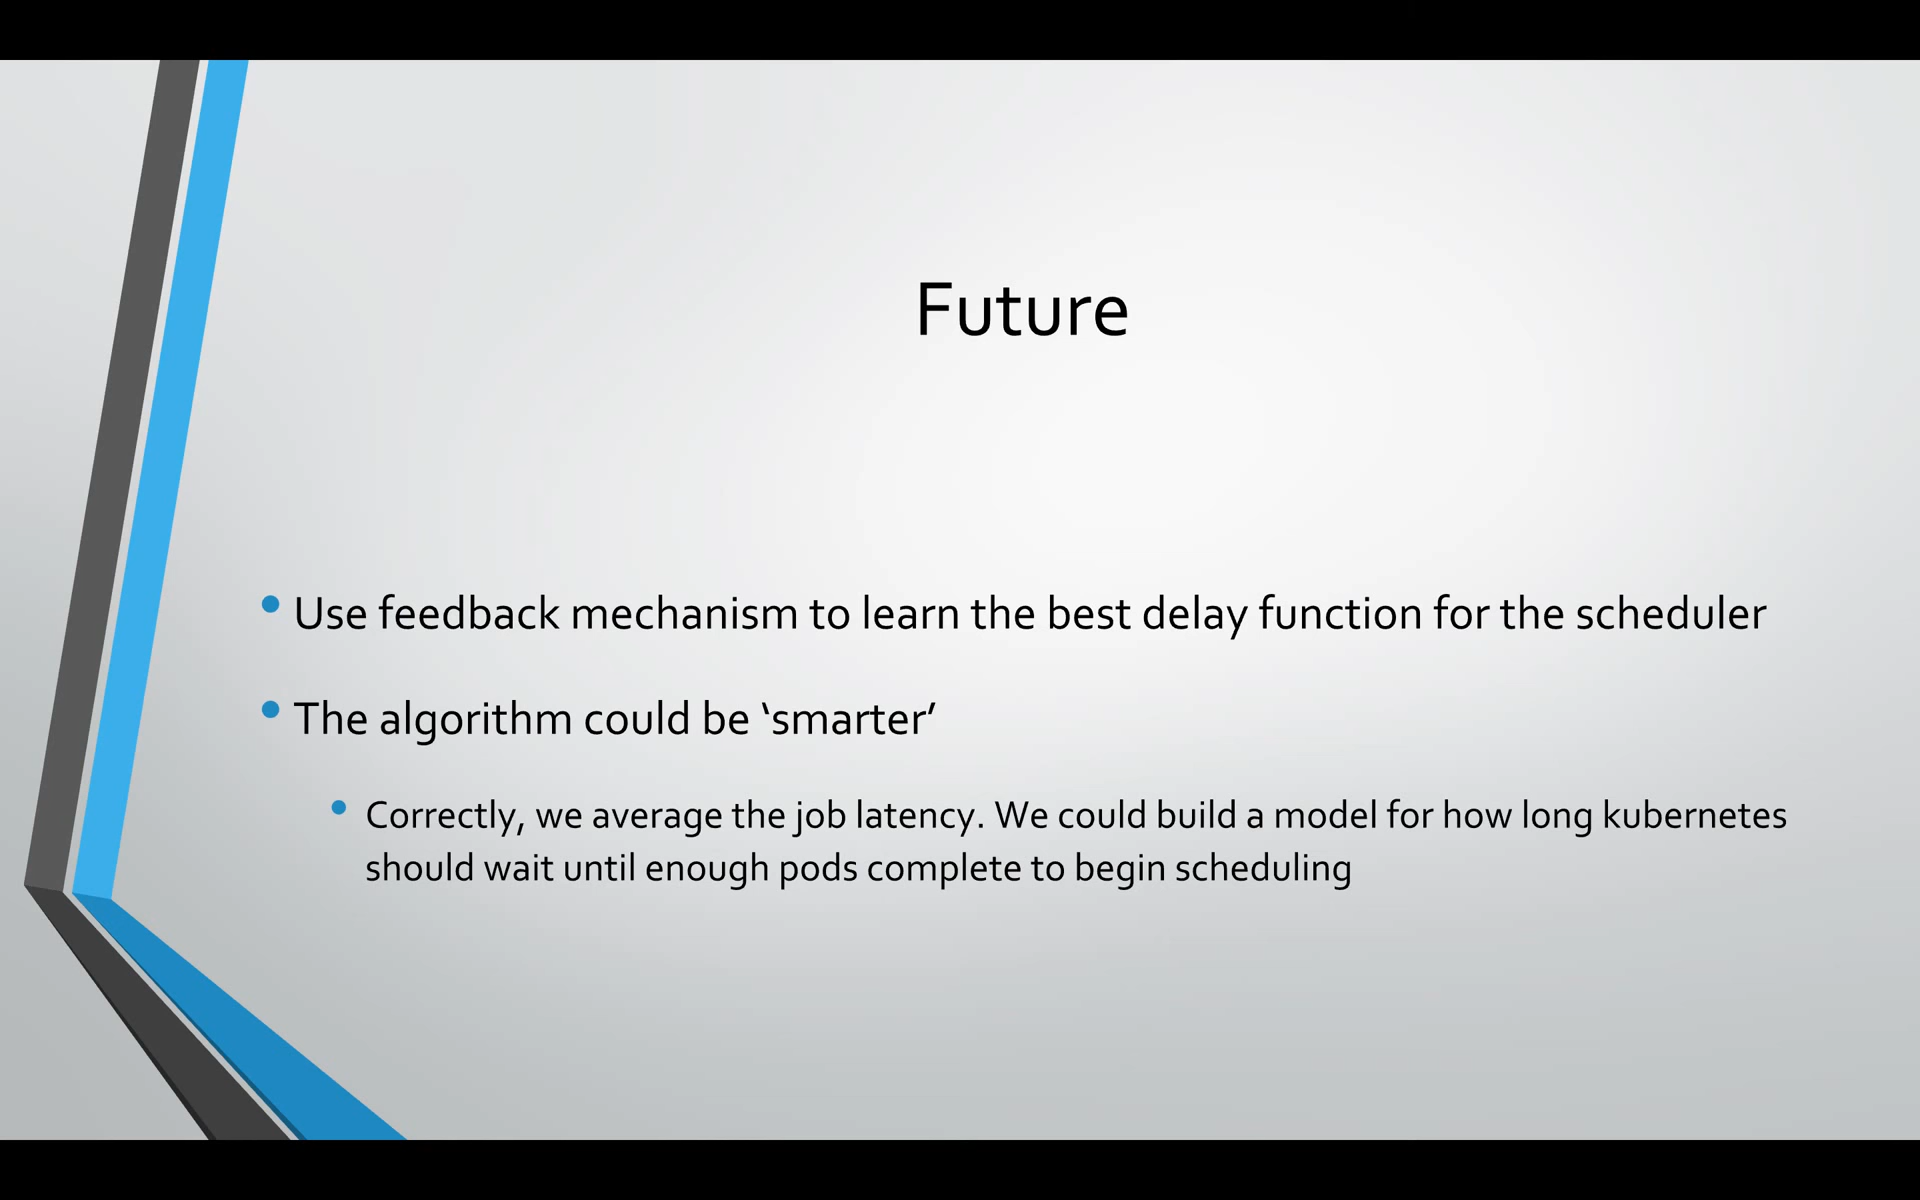 Future
• Use feedback mechanism to learn the best delay function for the scheduler
• The algorithm could be ‘smarter’
• Correctly, we average the job latency. We could build a model for how long kubernetes
should wait until enough pods complete to begin scheduling